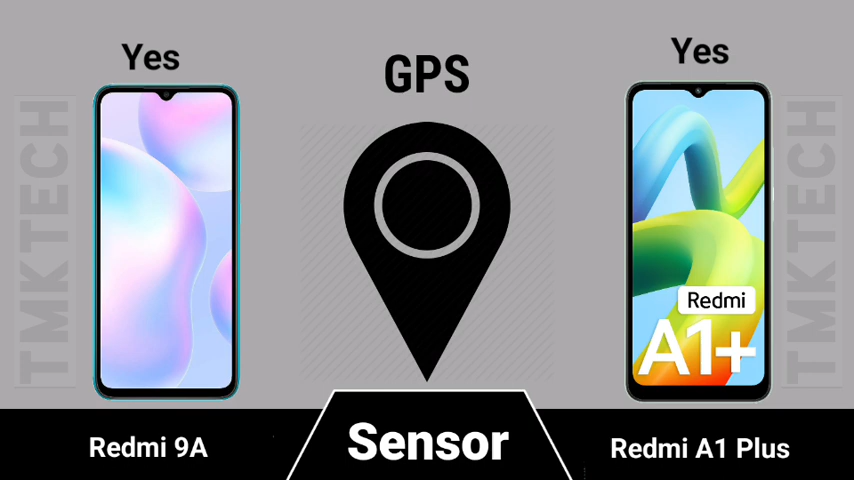 Yes
GPS
Yes
TMKTECH
TMKTECH
Redmi
A1+
Redmi 9A
Sensor
Redmi A1 Plus